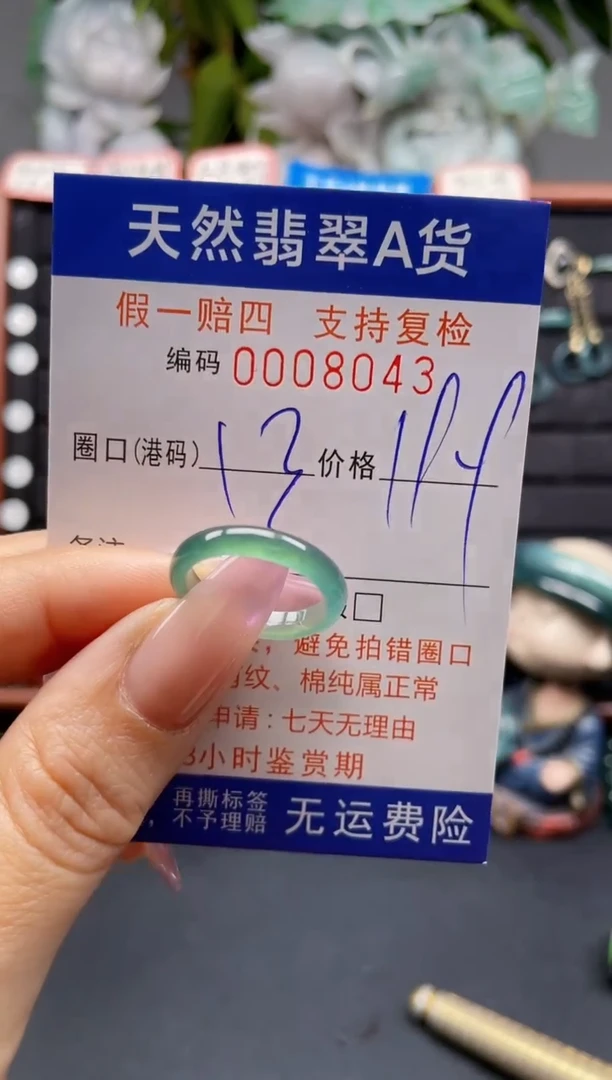 天然翡翠A货
假一赔四 支持复检
编码 0008043
圈口(港码) 13 价格
备注
避免拍错圈口
纹、棉纯属正常
申请:七天无理由
小时鉴赏期
再撕标签
不予理赔
无运费险